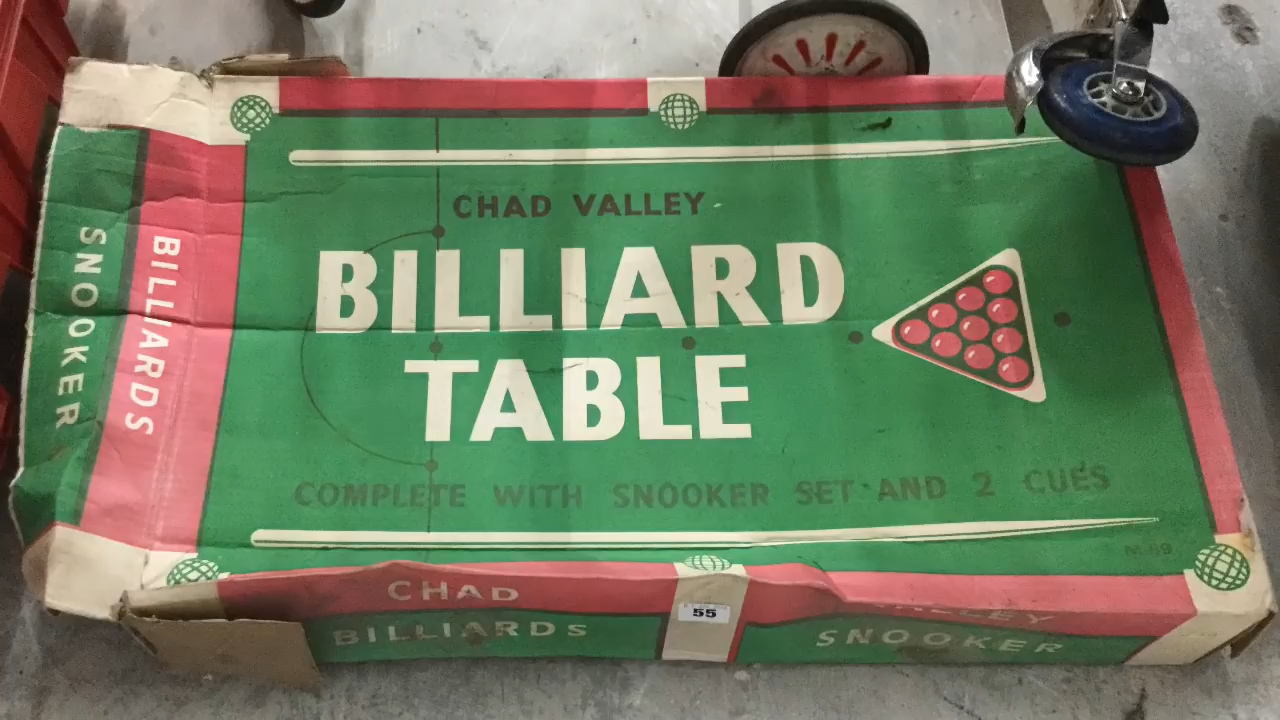 CHAD VALLEY
BILLIARD
TABLE
COMPLETE WITH SNOOKER SET AND 2 CUES
BILLIARDS
SNOOKER
CHAD
55
BILLIARDS
SNOOKER